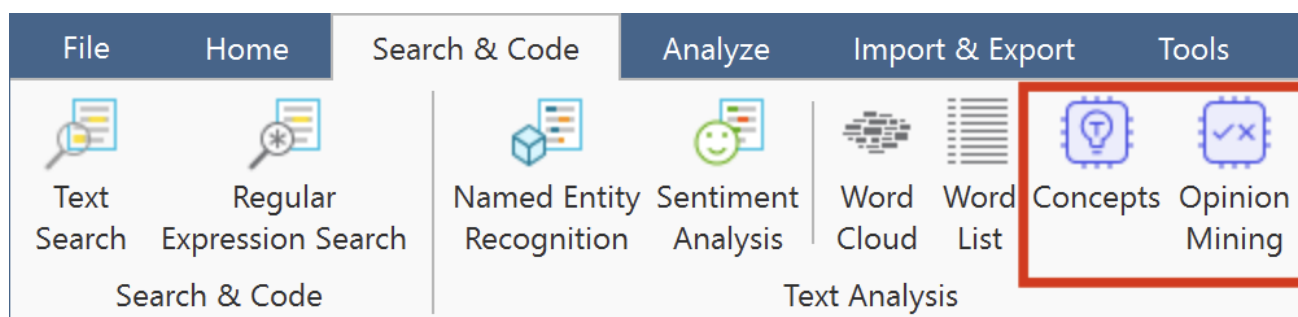 File Home Search & Code Analyze Import & Export Tools
Text Regular Named Entity Sentiment Word Word Concepts Opinion
Search Expression Search Recognition Analysis Cloud List Mining
Search & Code Text Analysis